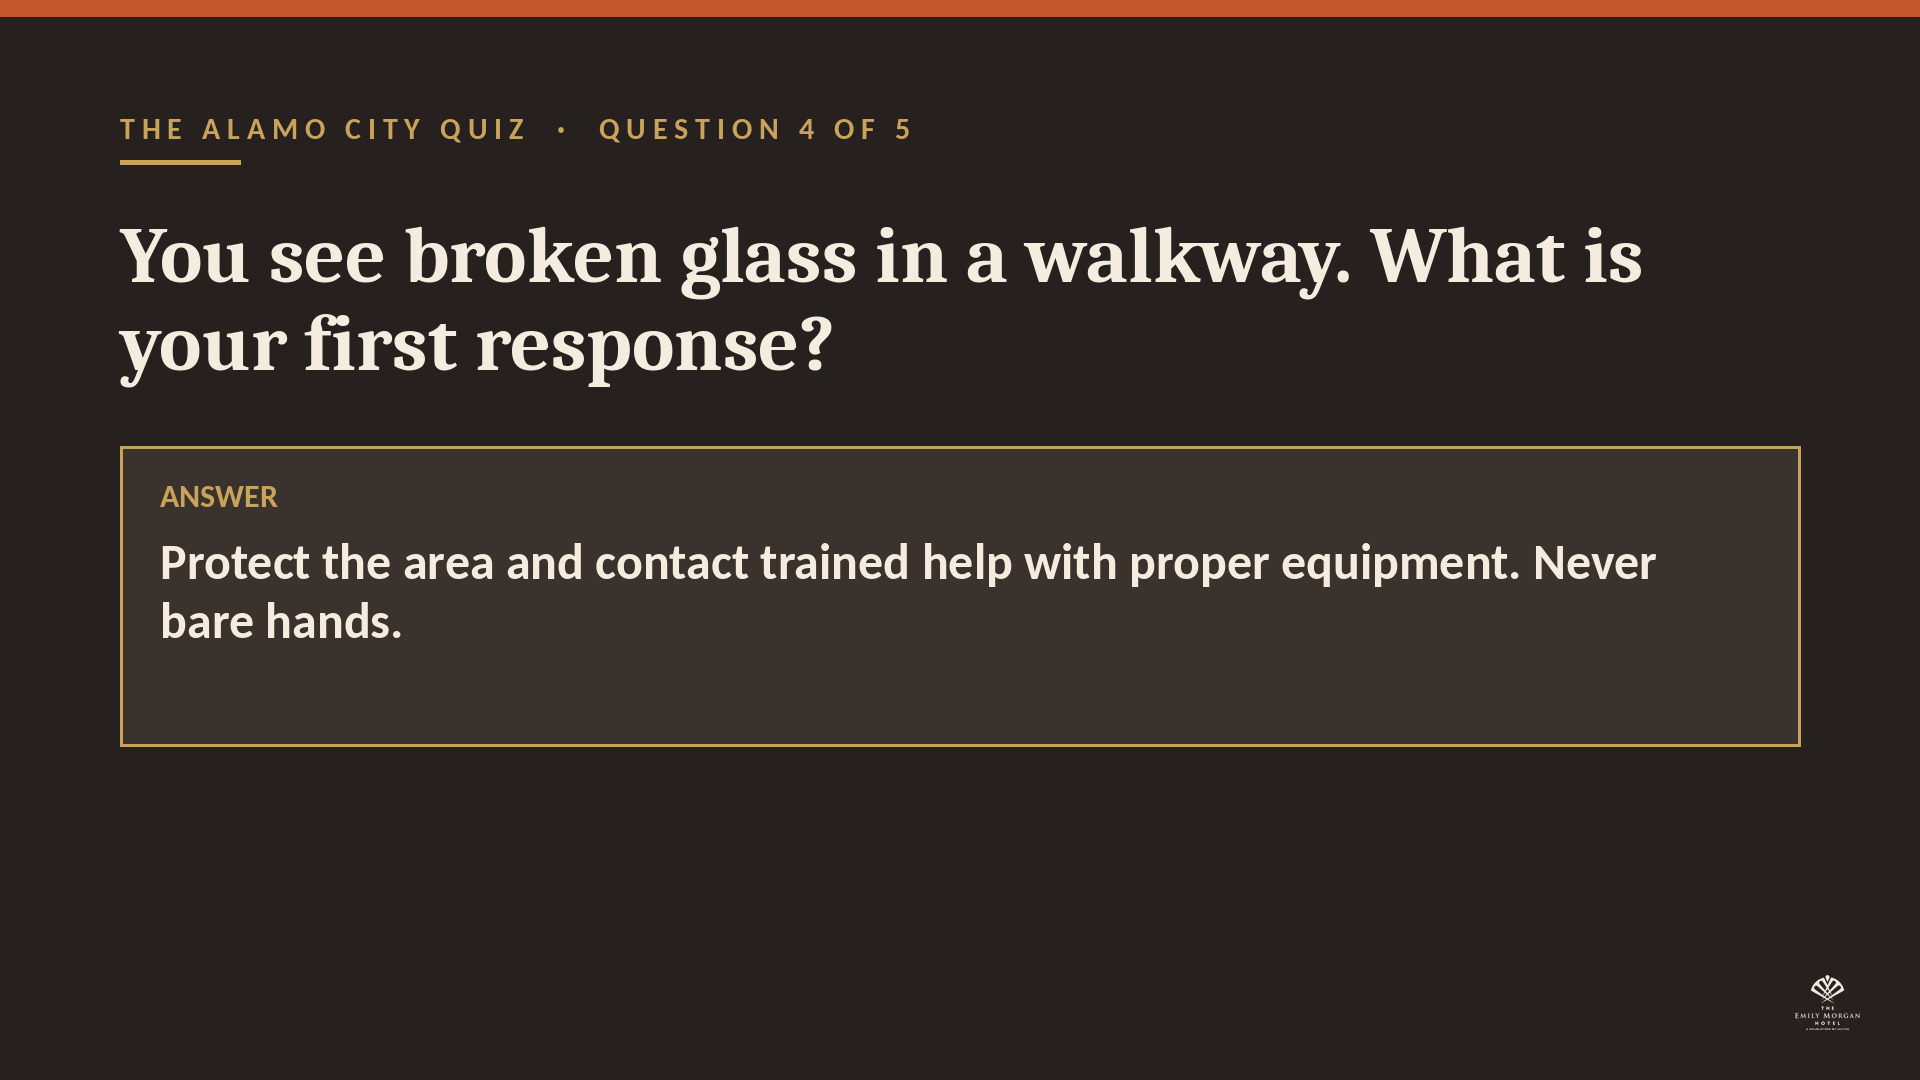 THE ALAMO CITY QUIZ · QUESTION 4 OF 5
You see broken glass in a walkway. What is
your first response?
ANSWER
Protect the area and contact trained help with proper equipment. Never
bare hands.
THE
EMILY MORGAN
HOTEL